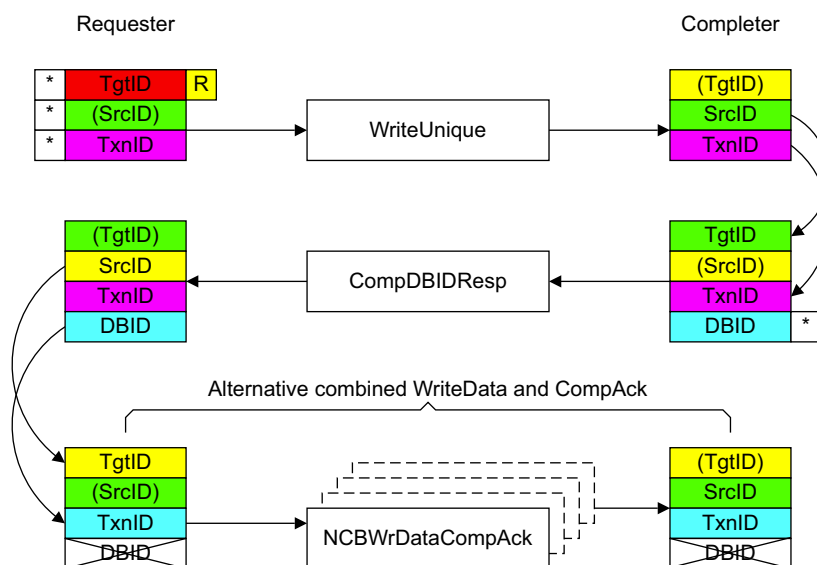 Requester
Completer
* TgtID R
* (SrcID)
* TxnID
WriteUnique
(TgtID)
SrcID
TxnID
(TgtID)
SrcID
TxnID
DBID
CompDBIDResp
TgtID
(SrcID)
TxnID
DBID *
Alternative combined WriteData and CompAck
TgtID
(SrcID)
TxnID
DBID
NCBWrDataCompAck
(TgtID)
SrcID
TxnID
DBID